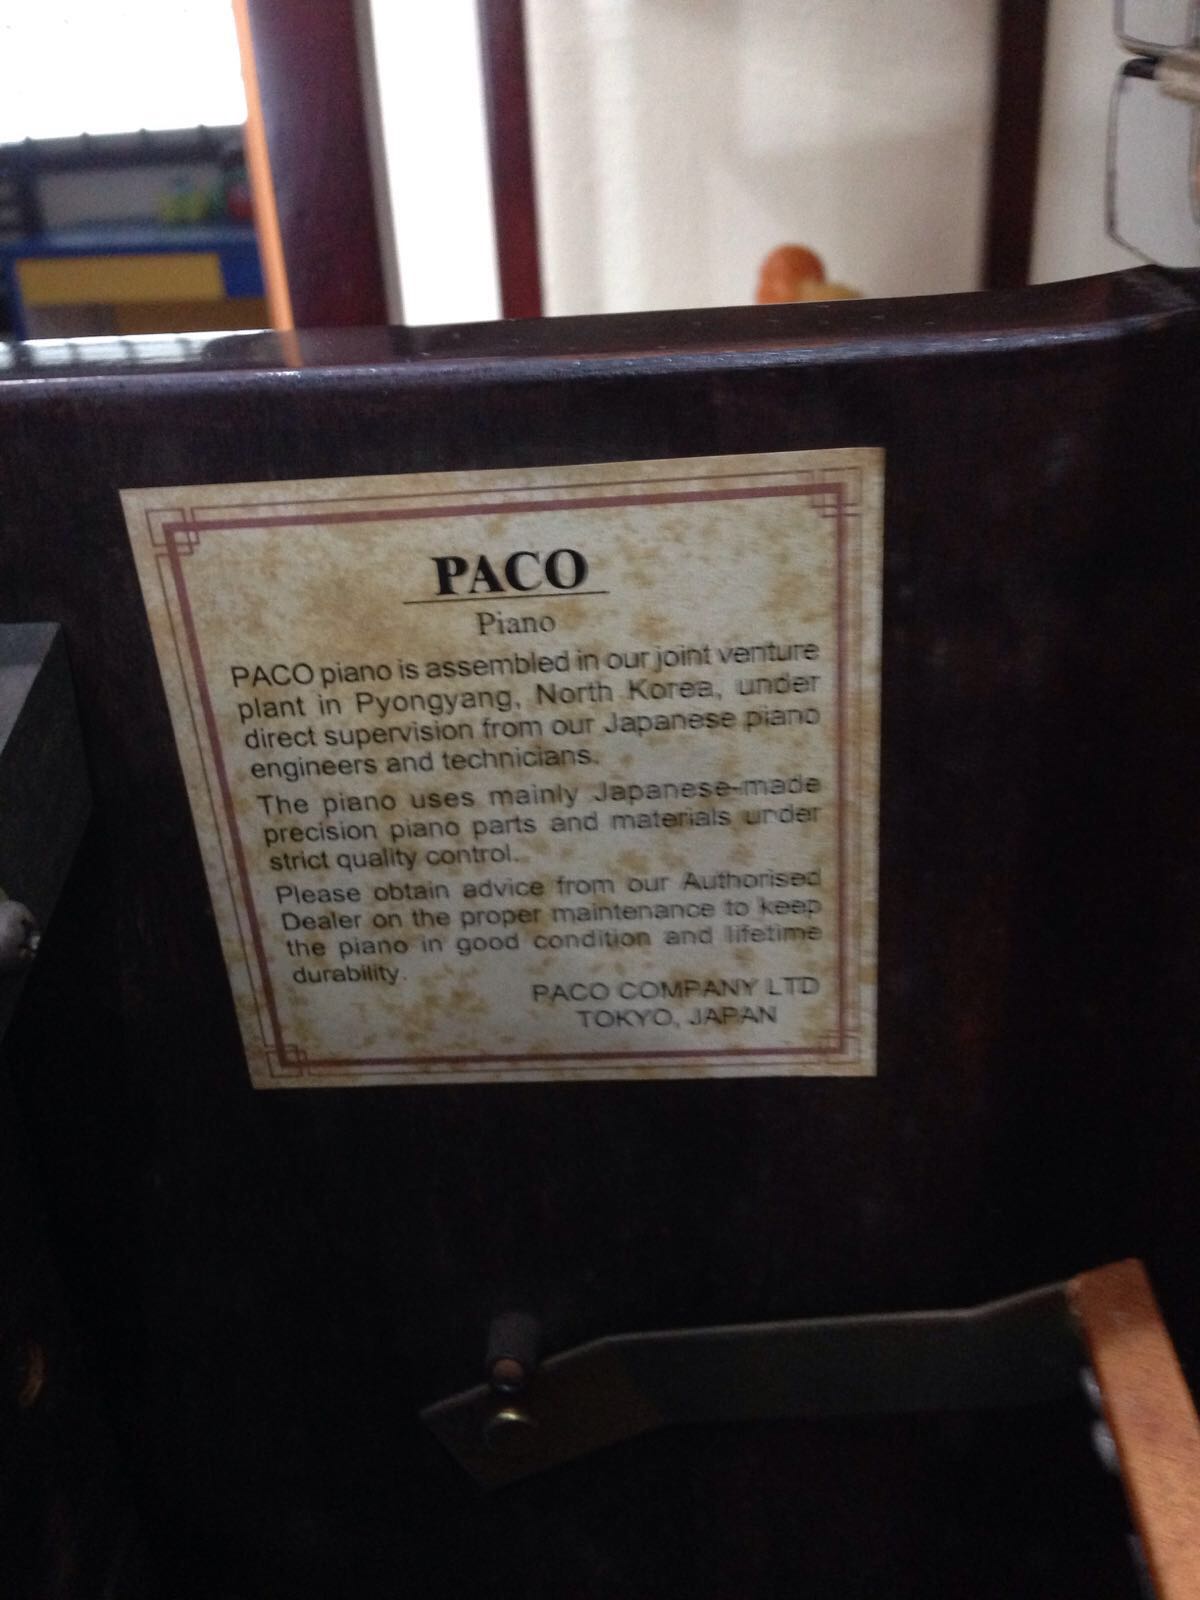 PACO
Piano
PACO piano is assembled in our joint venture
plant in Pyongyang, North Korea, under
direct supervision from our Japanese piano
engineers and technicians.
The piano uses mainly Japanese-made
precision piano parts and materials under
strict quality control.
Please obtain advice from our Authorised
Dealer on the proper maintenance to keep
the piano in good condition and lifetime
durability.
PACO COMPANY LTD
TOKYO, JAPAN